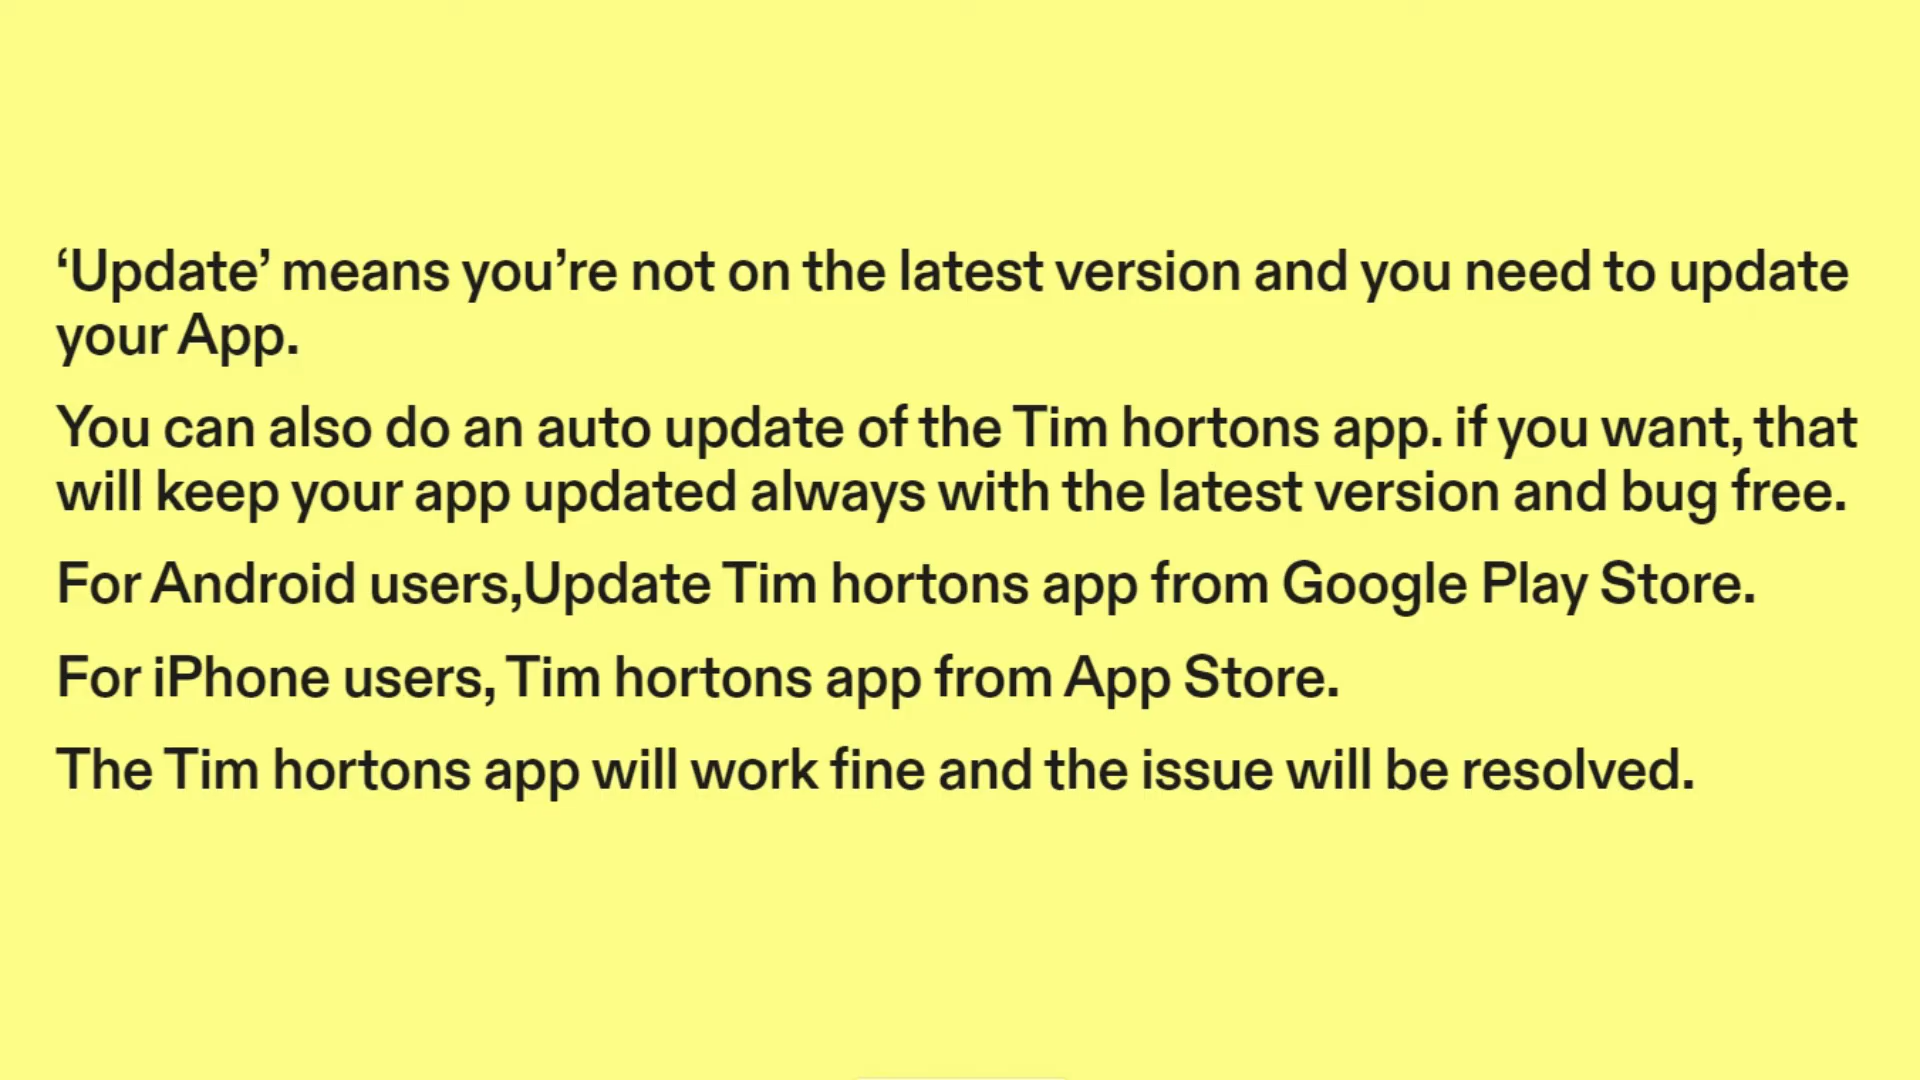 ‘Update’ means you’re not on the latest version and you need to update
your App.
You can also do an auto update of the Tim hortons app. if you want, that
will keep your app updated always with the latest version and bug free.
For Android users,Update Tim hortons app from Google Play Store.
For iPhone users, Tim hortons app from App Store.
The Tim hortons app will work fine and the issue will be resolved.